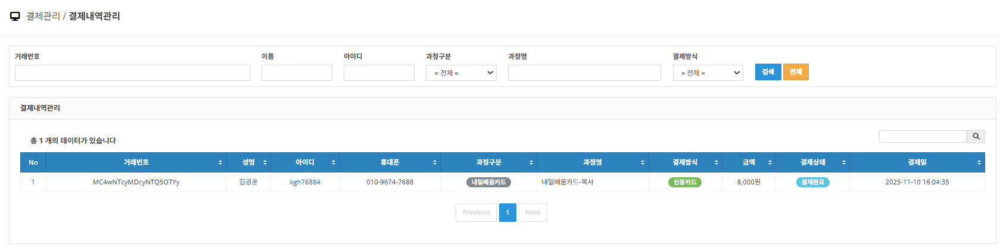 결제관리 / 결제내역관리
거래번호 이름 아이디 과정구분 과정명 결제방식
= 전체 = = 전체 = 검색 전체
결제내역관리
총 1 개의 데이터가 있습니다
No 거래번호 성명 아이디 휴대폰 과정구분 과정명 결제방식 금액 결제상태 결제일
1 MC4wNTcyMDcyNTQ5OTYy 김경훈 kgh76884 010-9674-7688 내일배움카드 내일배움카드-복사 신용카드 8,000원 결제완료 2025-11-10 16:04:35
Previous 1 Next